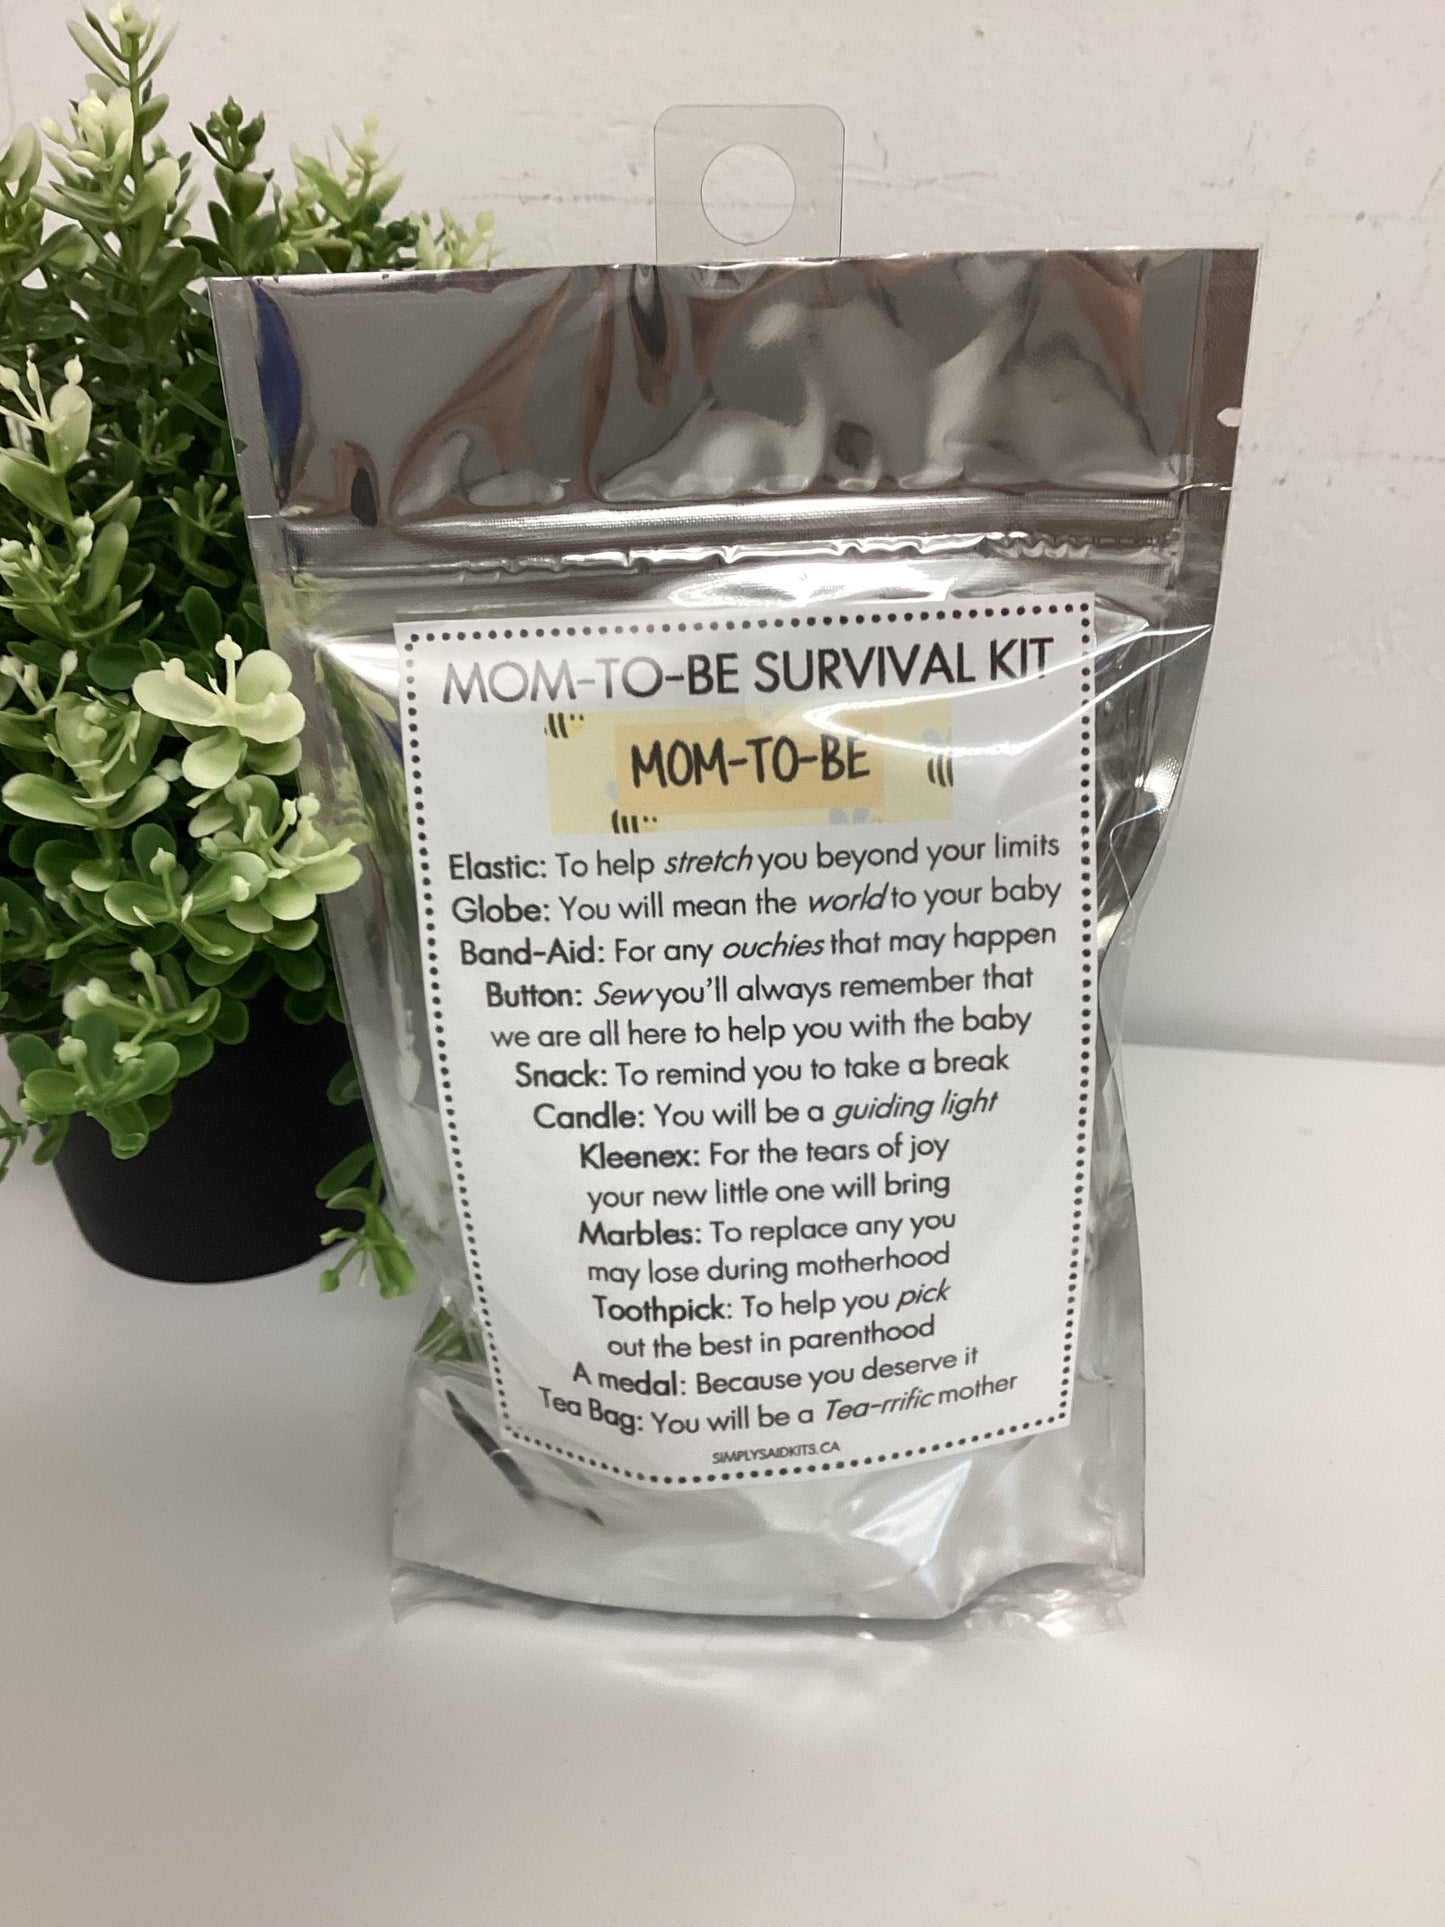 MOM-TO-BE SURVIVAL KIT
MOM-TO-BE
Elastic: To help stretch you beyond your limits
Globe: You will mean the world to your baby
Band-Aid: For any ouchies that may happen
Button: Sew you'll always remember that
we are all here to help you with the baby
Snack: To remind you to take a break
Candle: You will be a guiding light
Kleenex: For the tears of joy
your new little one will bring
Marbles: To replace any you
may lose during motherhood
Toothpick: To help you pick
out the best in parenthood
A medal: Because you deserve it
Tea Bag: You will be a Tea-rrific mother
SIMPLYSAIDKITS.CA